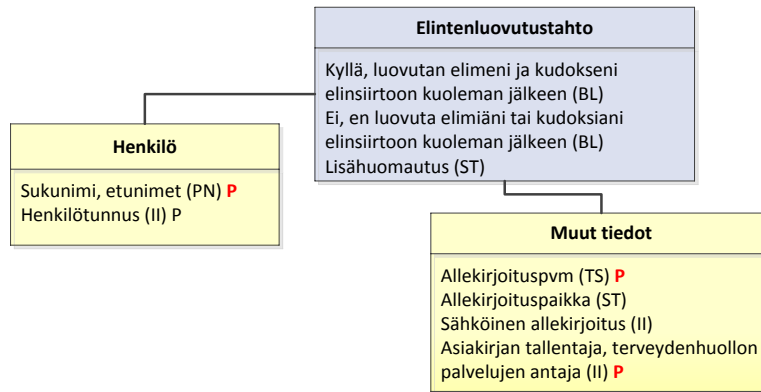 Elintenluovutustahto
Kyllä, luovutan elimeni ja kudokseni
elinsiirtoon kuoleman jälkeen (BL)
Ei, en luovuta elimiäni tai kudoksiani
elinsiirtoon kuoleman jälkeen (BL)
Lisähuomautus (ST)
Henkilö
Sukunimi, etunimet (PN) P
Henkilötunnus (II) P
Muut tiedot
Allekirjoituspvm (TS) P
Allekirjoituspaikka (ST)
Sähköinen allekirjoitus (II)
Asiakirjan tallentaja, terveydenhuollon
palvelujen antaja (II) P